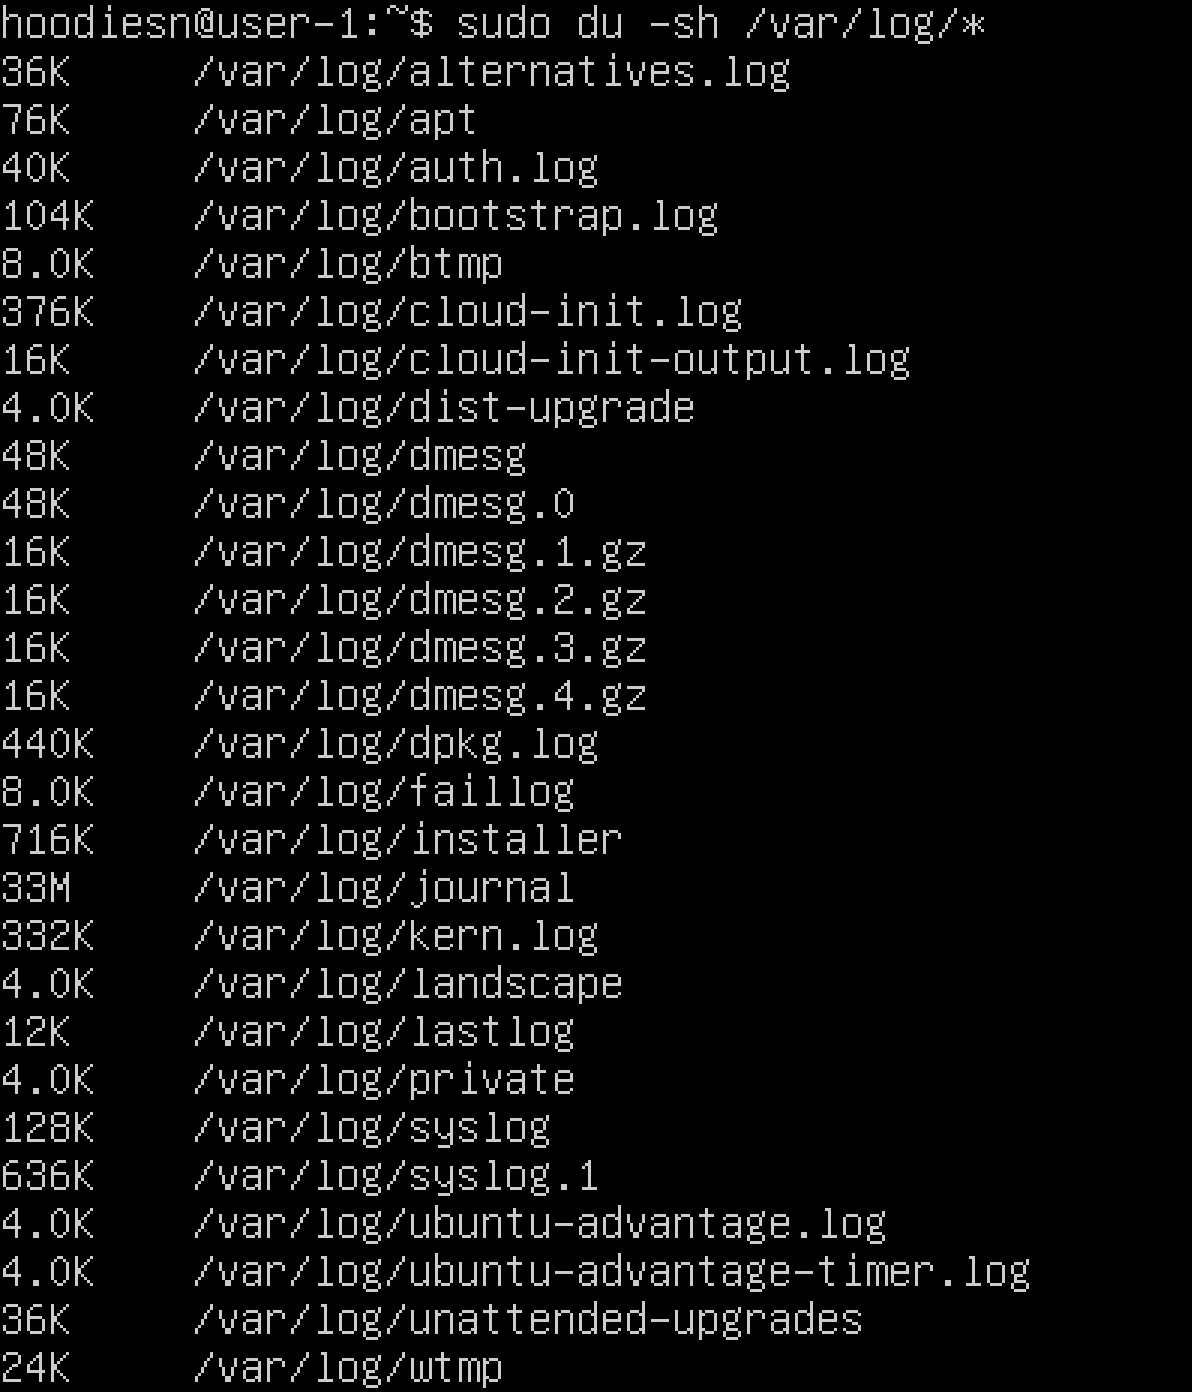 hoodiesn@user-1:~$ sudo du -sh /var/log/*
36K	/var/log/alternatives.log
76K	/var/log/apt
40K	/var/log/auth.log
104K	/var/log/bootstrap.log
8.0K	/var/log/btmp
376K	/var/log/cloud-init.log
16K	/var/log/cloud-init-output.log
4.0K	/var/log/dist-upgrade
48K	/var/log/dmesg
48K	/var/log/dmesg.0
16K	/var/log/dmesg.1.gz
16K	/var/log/dmesg.2.gz
16K	/var/log/dmesg.3.gz
16K	/var/log/dmesg.4.gz
440K	/var/log/dpkg.log
8.0K	/var/log/faillog
716K	/var/log/installer
33M	/var/log/journal
332K	/var/log/kern.log
4.0K	/var/log/landscape
12K	/var/log/lastlog
4.0K	/var/log/private
128K	/var/log/syslog
636K	/var/log/syslog.1
4.0K	/var/log/ubuntu-advantage.log
4.0K	/var/log/ubuntu-advantage-timer.log
36K	/var/log/unattended-upgrades
24K	/var/log/wtmp